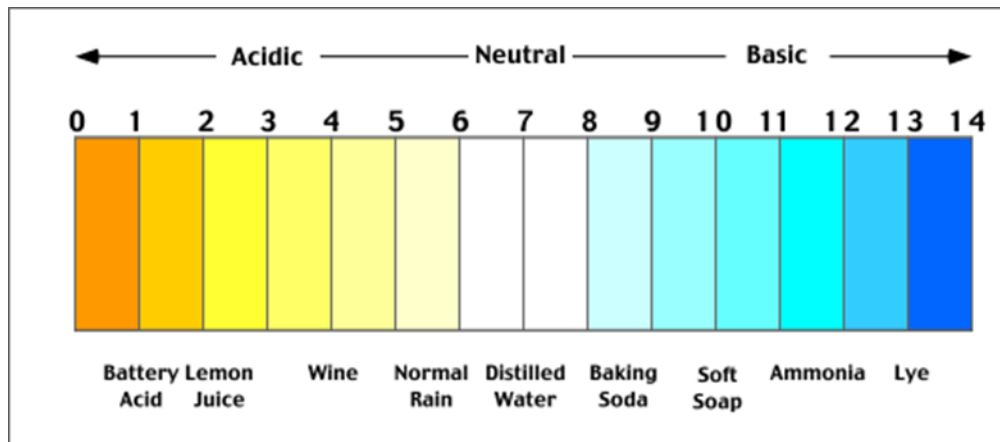 Acidic Neutral Basic
0 1 2 3 4 5 6 7 8 9 10 11 12 13 14
Battery Lemon Wine Normal Distilled Baking Soft Ammonia Lye
Acid Juice Rain Water Soda Soap